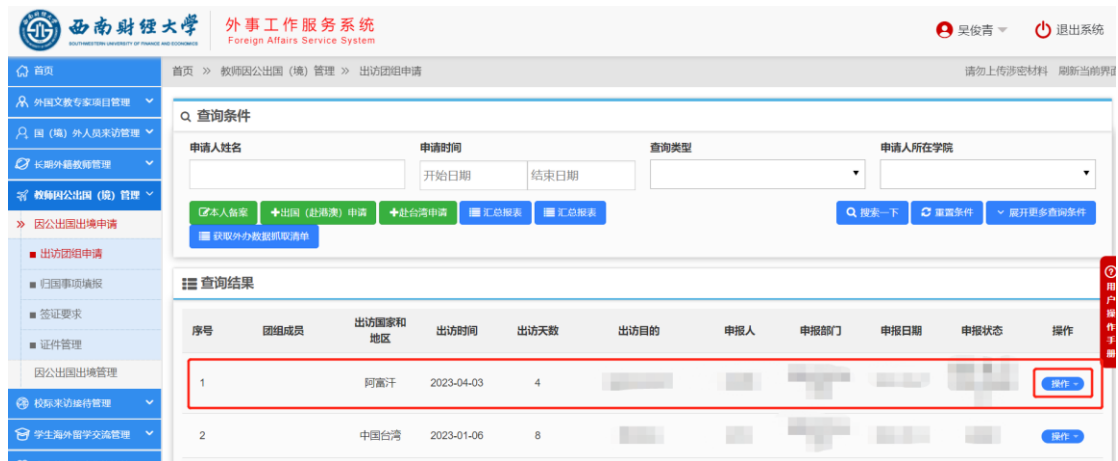 西南财经大学
SOUTHWESTERN UNIVERSITY OF FINANCE AND ECONOMICS
外事工作服务系统
Foreign Affairs Service System
吴俊青
退出系统
首页
首页 » 教师因公出国（境）管理 » 出访团组申请
请勿上传涉密材料 刷新当前界面
外国文教专家项目管理
国（境）外人员来访管理
长期外籍教师管理
教师因公出国（境）管理
因公出国出境申请
出访团组申请
归国事项填报
签证要求
证件管理
因公出国出境管理
校际来访接待管理
学生海外留学交流管理
查询条件
申请人姓名 申请时间 查询类型 申请人所在学院
开始日期 结束日期
本人备案 出国（赴港澳）申请 赴台湾申请 汇总报表 汇总报表 搜索一下 重置条件 展开更多查询条件
获取外办数据抓取清单
查询结果
序号 团组成员 出访国家和地区 出访时间 出访天数 出访目的 申报人 申报部门 申报日期 申报状态 操作
1 阿富汗 2023-04-03 4 操作
2 中国台湾 2023-01-06 8 操作
用户操作手册